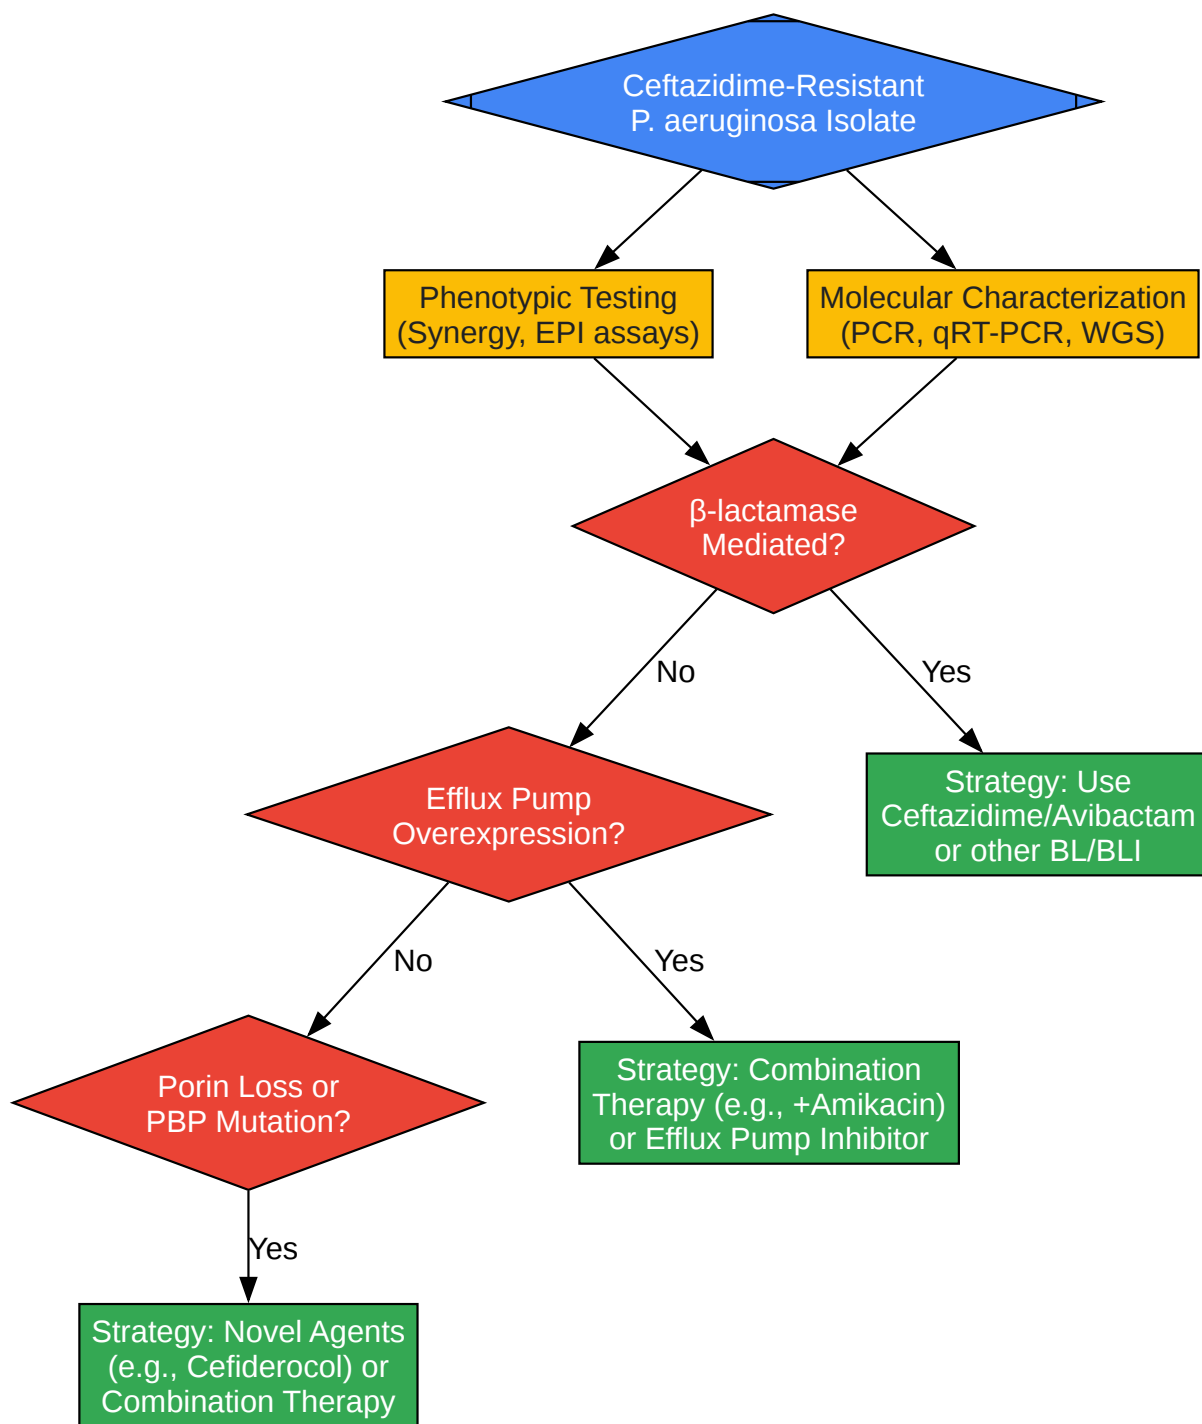 Ceftazidime-Resistant
P. aeruginosa Isolate
Phenotypic Testing
(Synergy, EPI assays)
Molecular Characterization
(PCR, qRT-PCR, WGS)
β-lactamase
Mediated?
No
Yes
Efflux Pump
Overexpression?
Strategy: Use
Ceftazidime/Avibactam
or other BL/BLI
No
Yes
Porin Loss or
PBP Mutation?
Strategy: Combination
Therapy (e.g., +Amikacin)
or Efflux Pump Inhibitor
Yes
Strategy: Novel Agents
(e.g., Cefiderocol) or
Combination Therapy